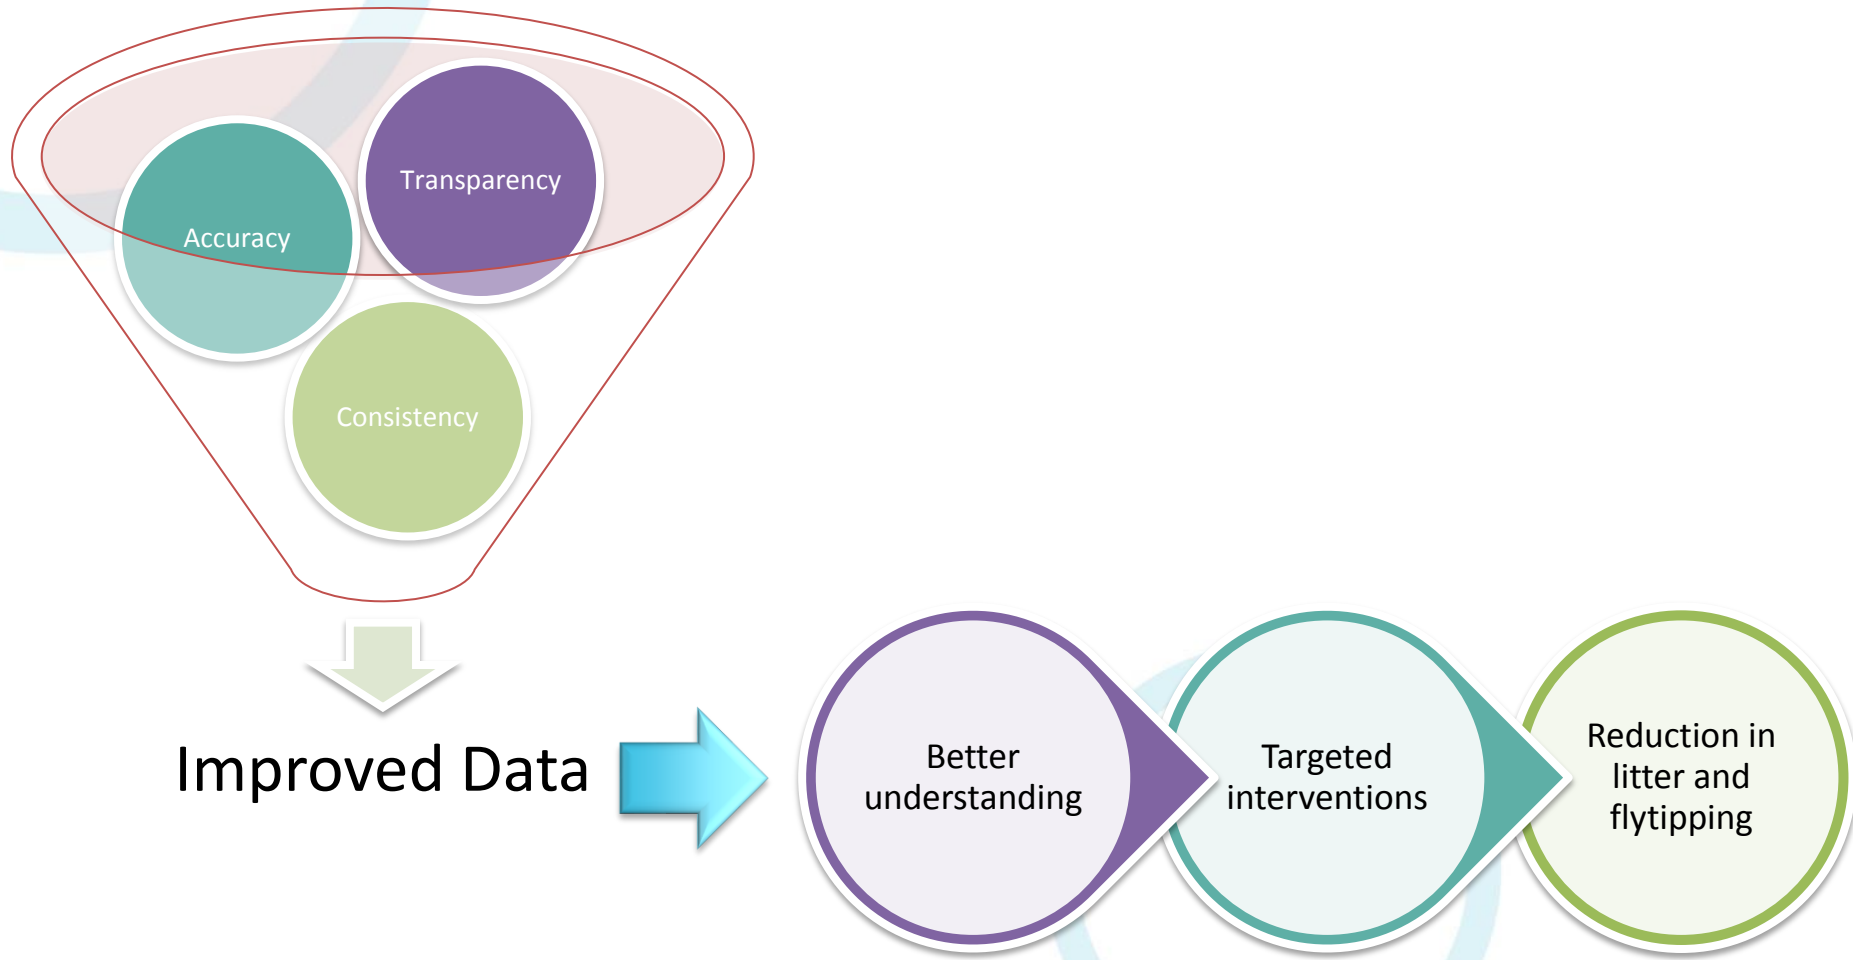 Transparency
Accuracy
Consistency
Improved Data
Better
understanding
Targeted
interventions
Reduction in
litter and
flytipping